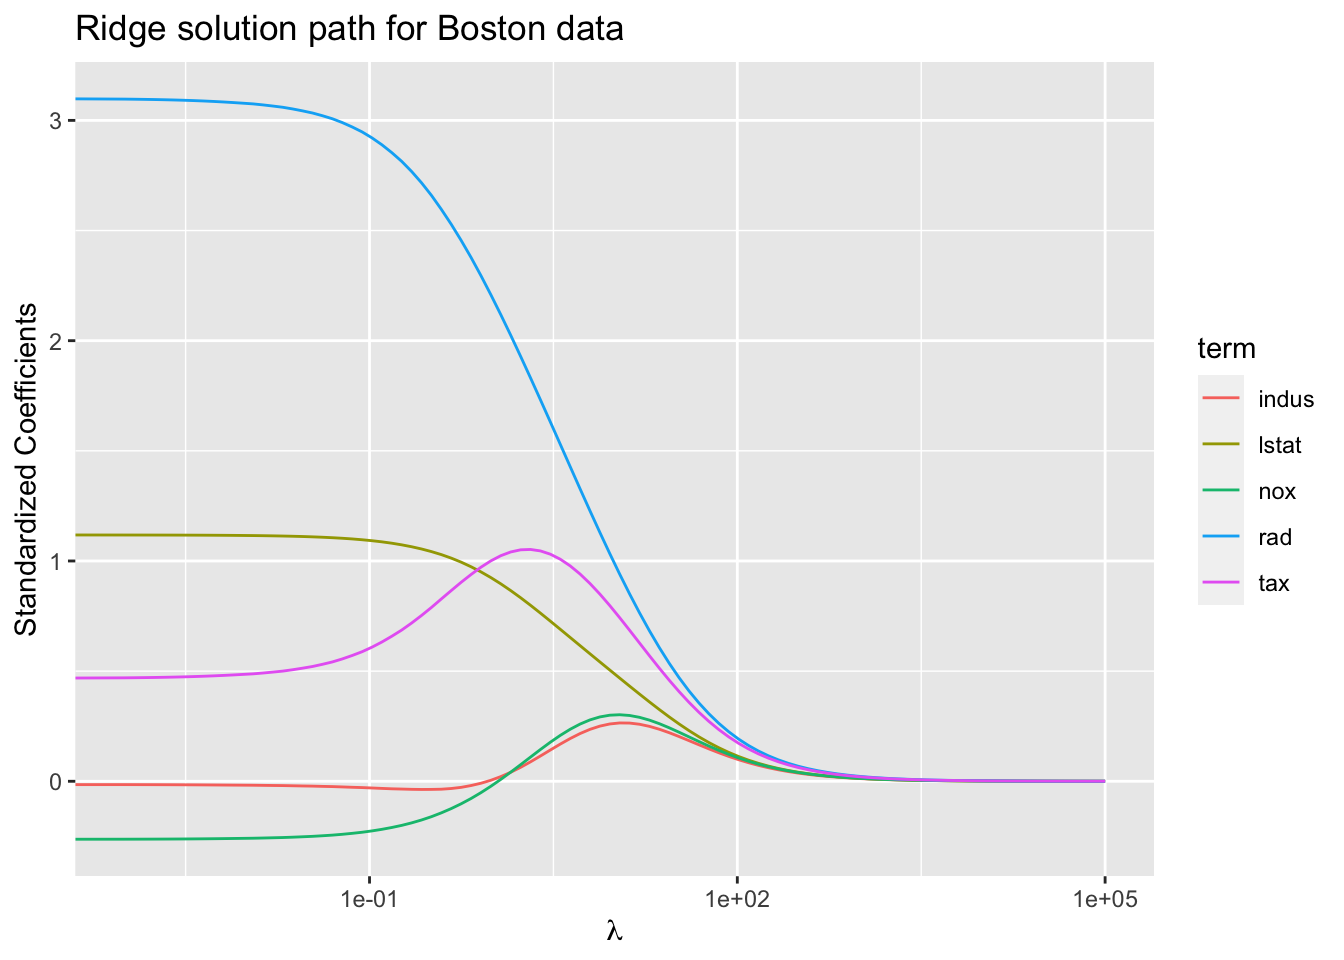 Ridge solution path for Boston data
Standardized Coefficients
3
2
1
0
1e-01
1e+02
1e+05
λ
term
indus
lstat
nox
rad
tax